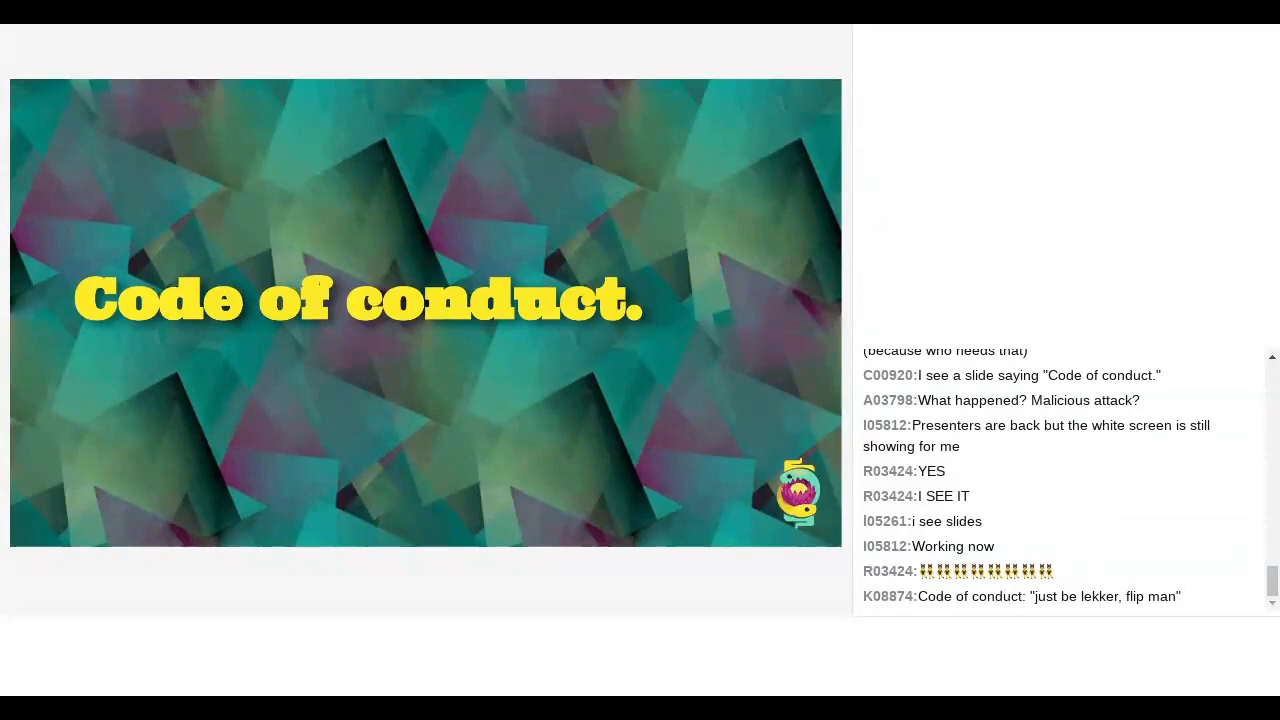 Code of conduct.
(because who needs that)
C00920:I see a slide saying "Code of conduct."
A03798:What happened? Malicious attack?
I05812:Presenters are back but the white screen is still
showing for me
R03424:YES
R03424:I SEE IT
l05261:i see slides
I05812:Working now
R03424:👯👯👯👯👯👯👯👯
K08874:Code of conduct: "just be lekker, flip man"